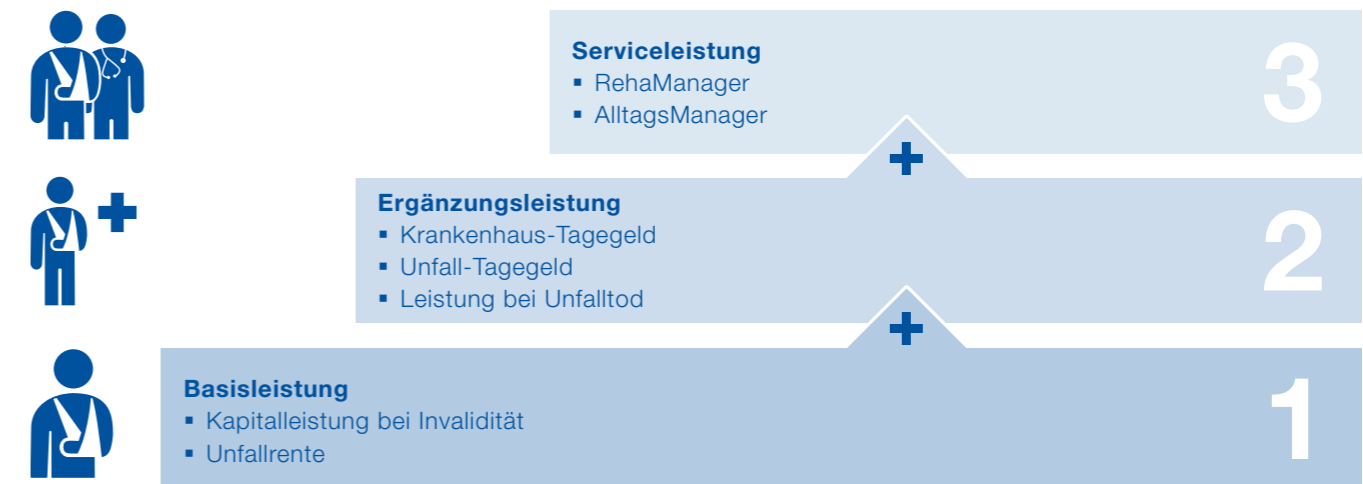 Serviceleistung
▪ RehaManager
▪ AlltagsManager
3
Ergänzungsleistung
▪ Krankenhaus-Tagegeld
▪ Unfall-Tagegeld
▪ Leistung bei Unfalltod
2
Basisleistung
▪ Kapitalleistung bei Invalidität
▪ Unfallrente
1